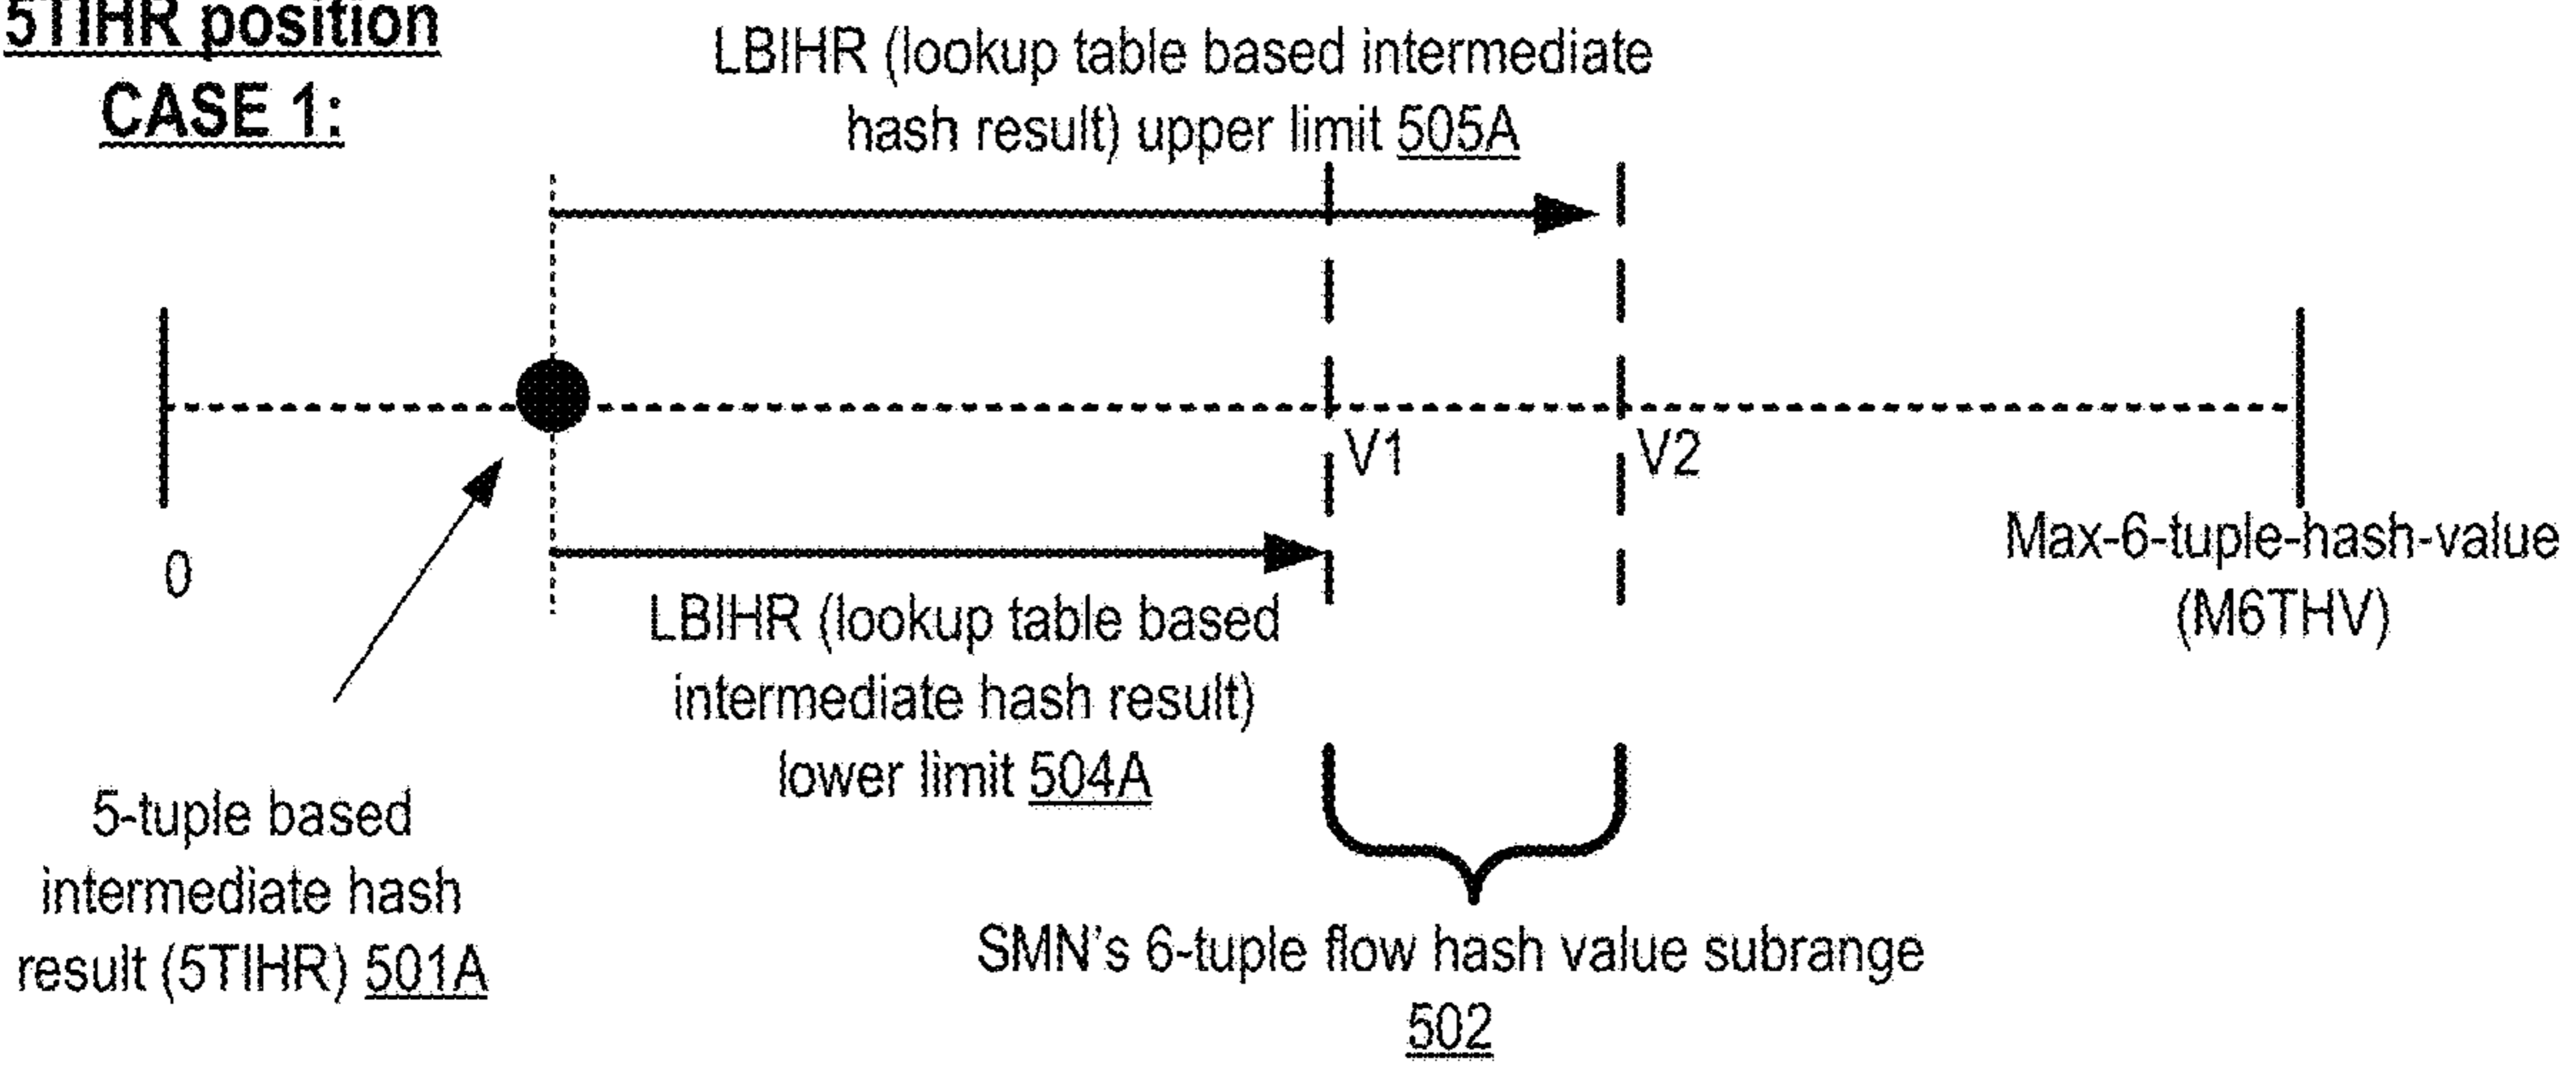 5TIHR position
CASE 1:
LBIHR (lookup table based intermediate
hash result) upper limit 505A
V1
V2
0
Max-6-tuple-hash-value
(M6THV)
LBIHR (lookup table based
intermediate hash result)
lower limit 504A
5-tuple based
intermediate hash
result (5TIHR) 501A
SMN's 6-tuple flow hash value subrange
502